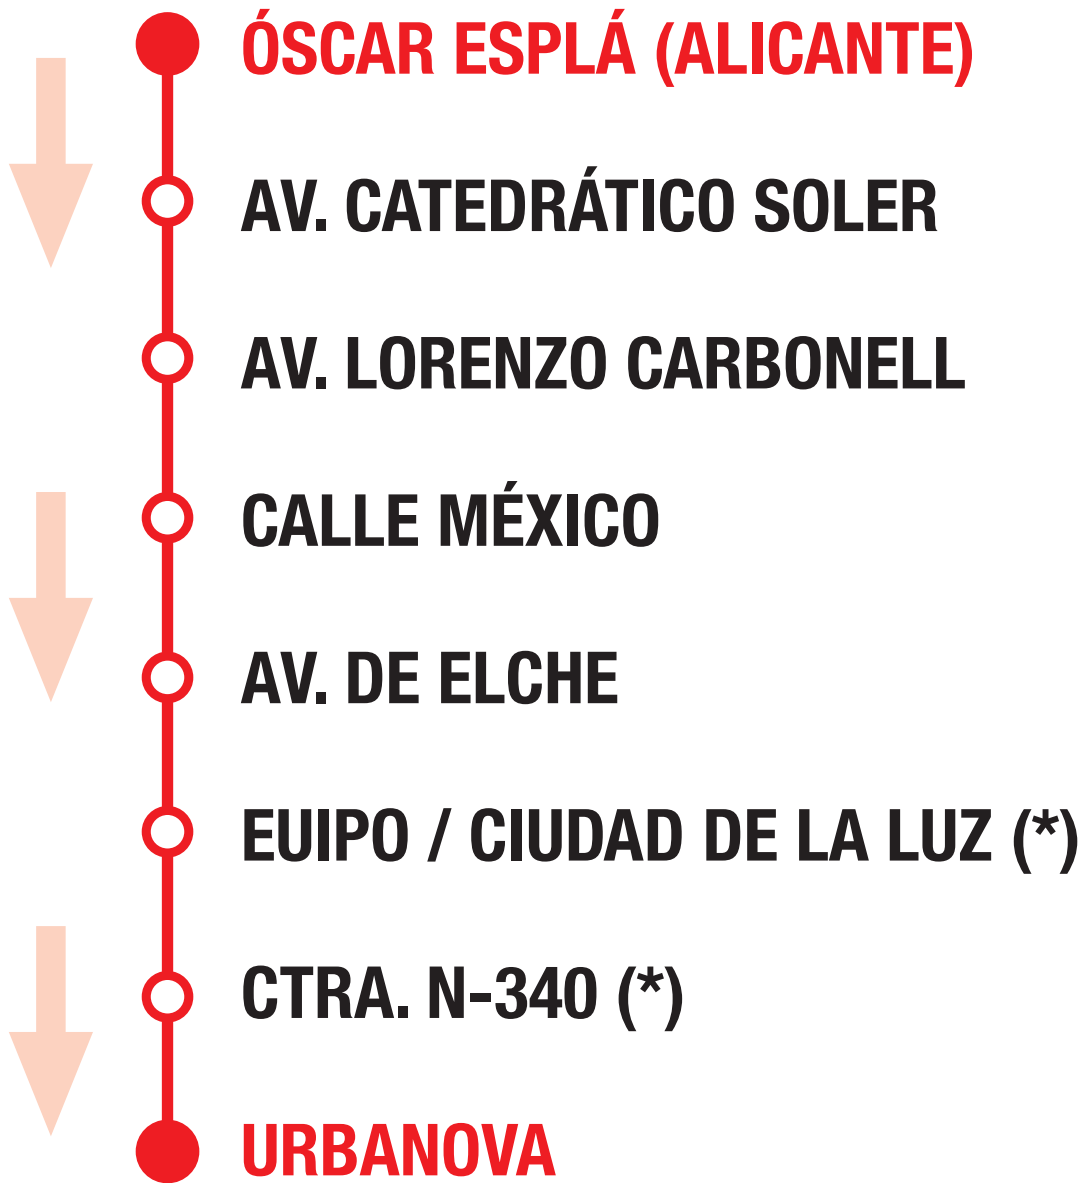 ÓSCAR ESPLÁ (ALICANTE)
AV. CATEDRÁTICO SOLER
AV. LORENZO CARBONELL
CALLE MÉXICO
AV. DE ELCHE
EUIPO / CIUDAD DE LA LUZ (*)
CTRA. N-340 (*)
URBANOVA